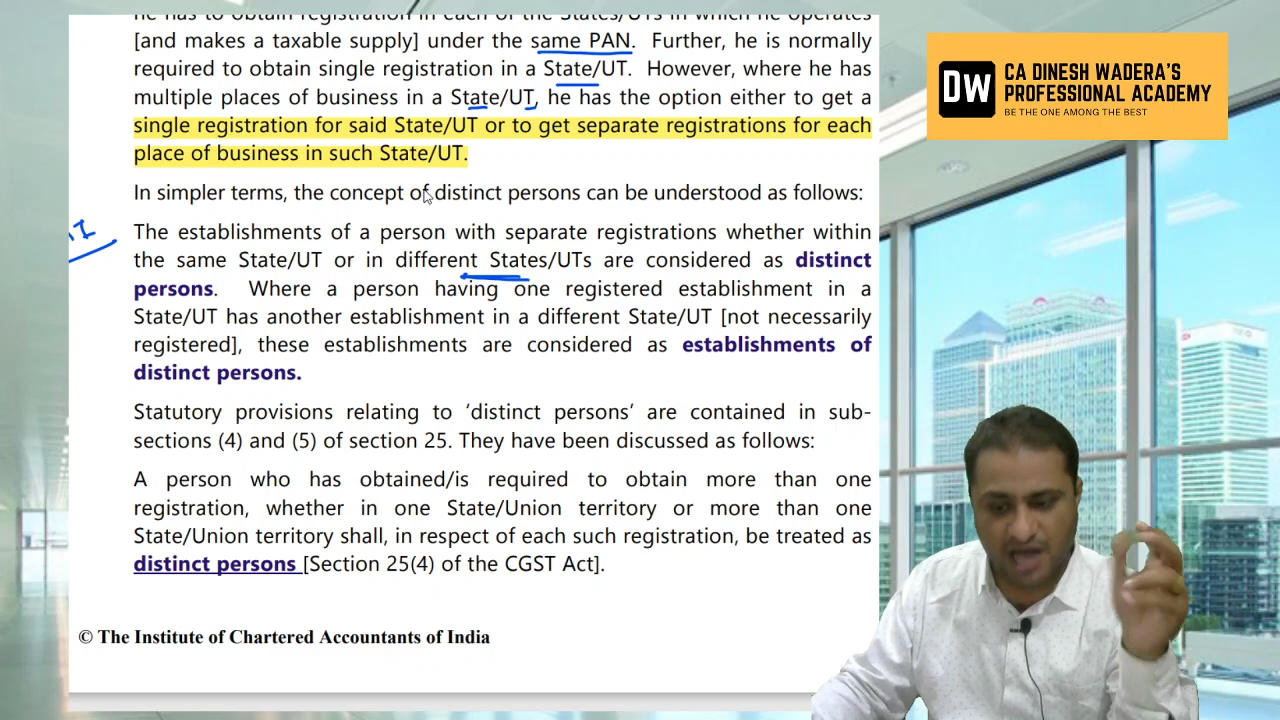 he has to obtain registration in each of the States/UTs in which he operates
[and makes a taxable supply] under the same PAN. Further, he is normally
required to obtain single registration in a State/UT. However, where he has
multiple places of business in a State/UT, he has the option either to get a
single registration for said State/UT or to get separate registrations for each
place of business in such State/UT.
In simpler terms, the concept of distinct persons can be understood as follows:
The establishments of a person with separate registrations whether within
the same State/UT or in different States/UTs are considered as distinct
persons. Where a person having one registered establishment in a
State/UT has another establishment in a different State/UT [not necessarily
registered], these establishments are considered as establishments of
distinct persons.
Statutory provisions relating to ‘distinct persons’ are contained in sub-
sections (4) and (5) of section 25. They have been discussed as follows:
A person who has obtained/is required to obtain more than one
registration, whether in one State/Union territory or more than one
State/Union territory shall, in respect of each such registration, be treated as
distinct persons [Section 25(4) of the CGST Act].
© The Institute of Chartered Accountants of India
DW
CA DINESH WADERA'S
PROFESSIONAL ACADEMY
BE THE ONE AMONG THE BEST